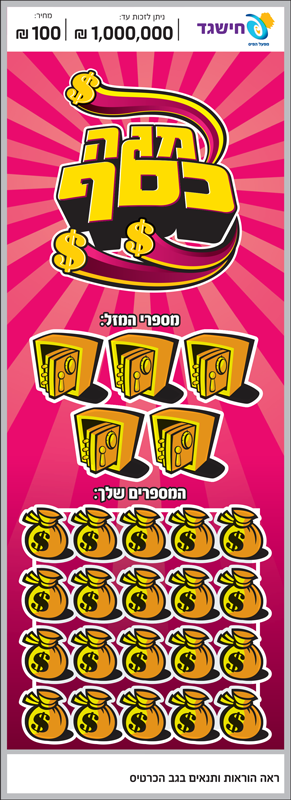 חישגד
מפעל הפיס
ניתן לזכות עד:
1,000,000 ₪
מחיר:
100 ₪
מגה
כסף
מספרי המזל:
המספרים שלך:
ראה הוראות ותנאים בגב הכרטיס